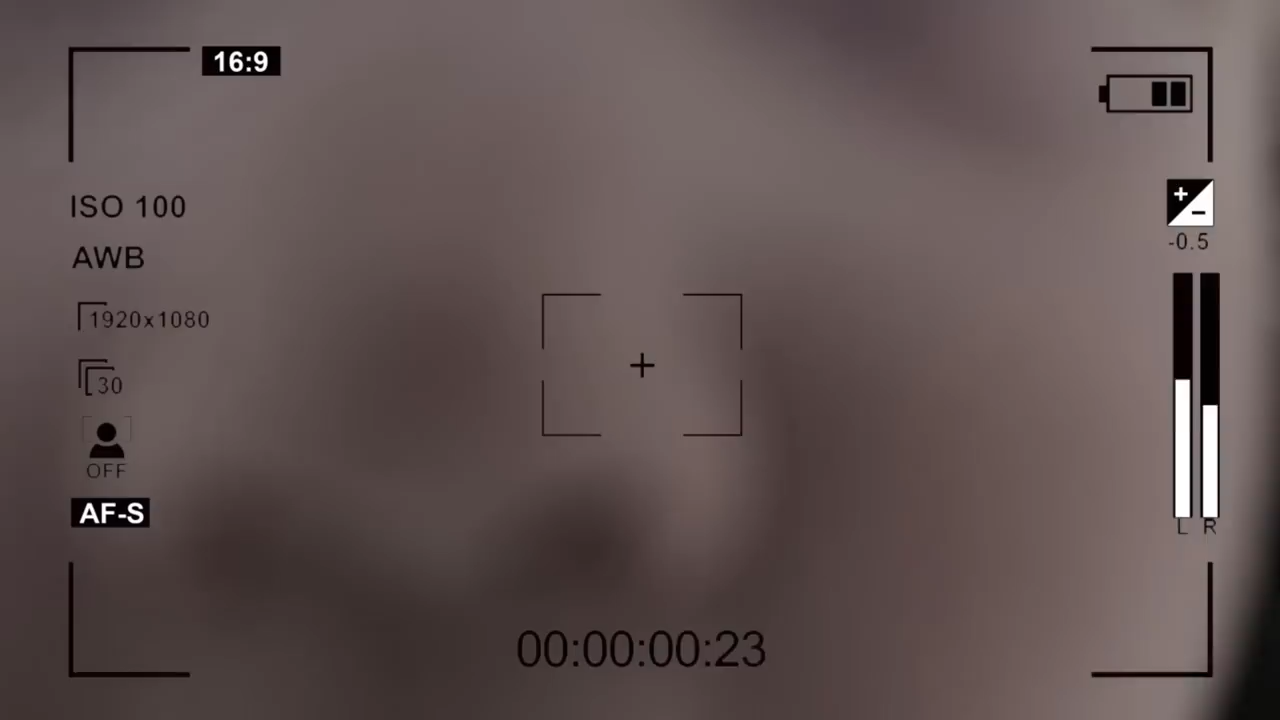 16:9
ISO 100
AWB
1920x1080
30
OFF
AF-S
+
−
-0.5
L R
00:00:00:23